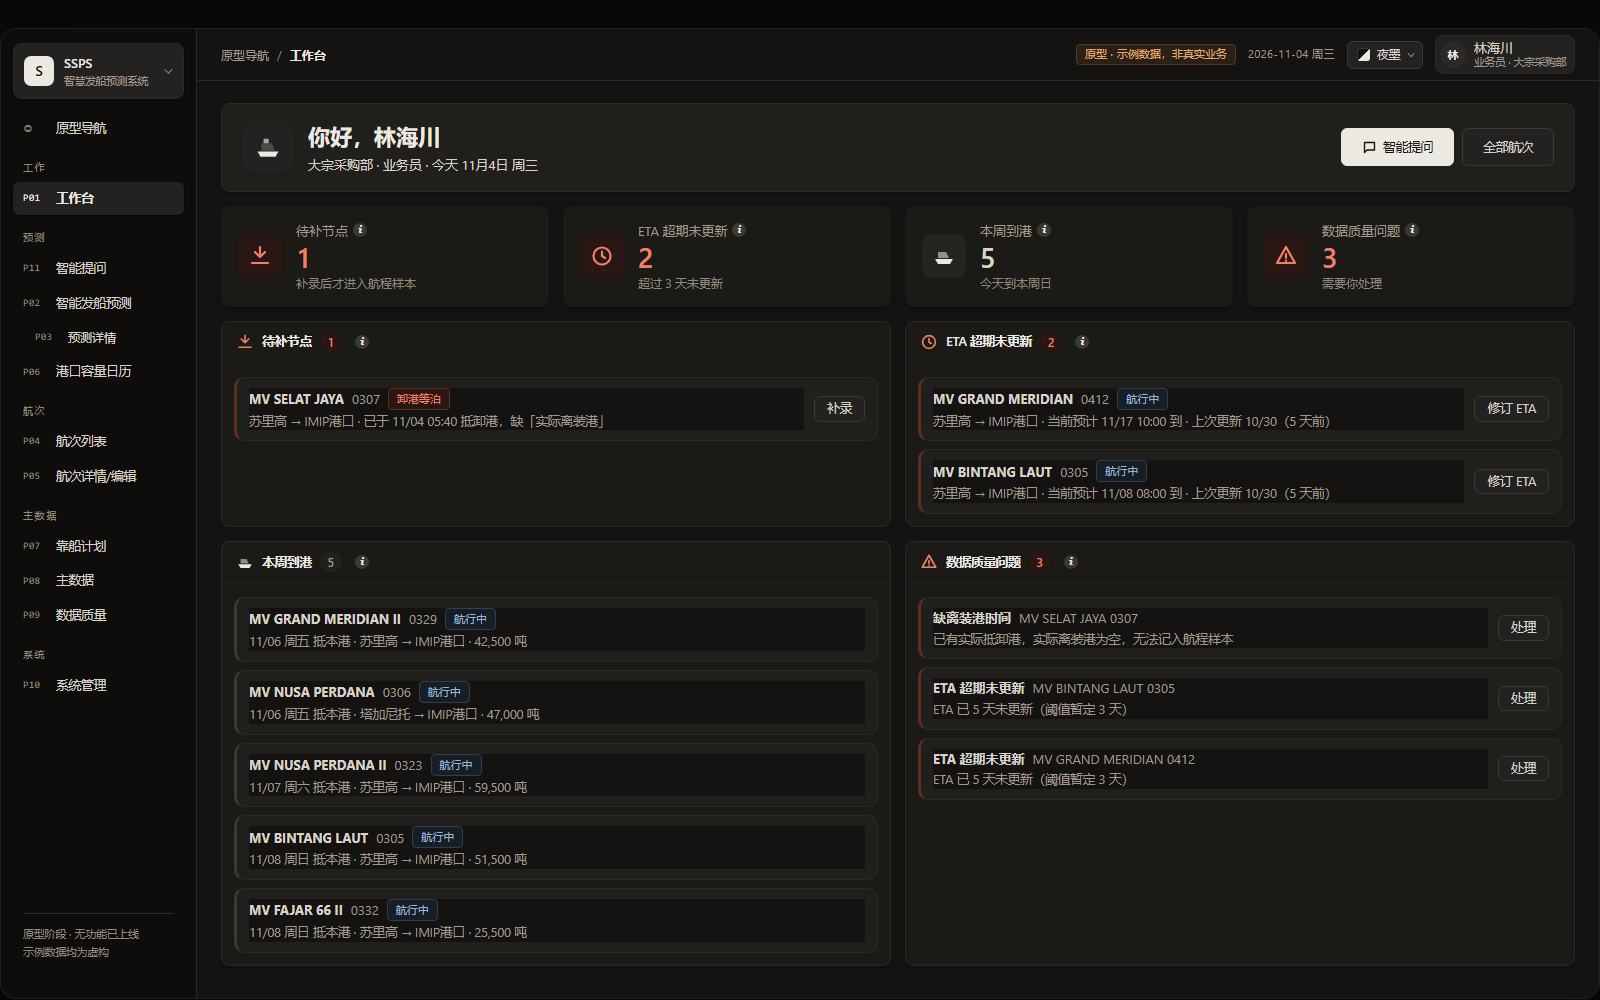 S
SSPS
智慧发船预测系统
原型导航
工作
P01 工作台
预测
P11 智能提问
P02 智能发船预测
P03 预测详情
P06 港口容量日历
航次
P04 航次列表
P05 航次详情/编辑
主数据
P07 靠船计划
P08 主数据
P09 数据质量
系统
P10 系统管理
原型阶段 · 无功能已上线
示例数据均为虚构
原型导航 / 工作台
原型 · 示例数据，非真实业务
2026-11-04 周三
夜墨
林
林海川
业务员 · 大宗采购部
你好，林海川
大宗采购部 · 业务员 · 今天 11月4日 周三
智能提问
全部航次
待补节点
1
补录后才进入航程样本
ETA 超期未更新
2
超过 3 天未更新
本周到港
5
今天到本周日
数据质量问题
3
需要你处理
待补节点 1
MV SELAT JAYA 0307 卸港等泊
苏里高 → IMIP港口 · 已于 11/04 05:40 抵卸港，缺「实际离装港」
补录
ETA 超期未更新 2
MV GRAND MERIDIAN 0412 航行中
苏里高 → IMIP港口 · 当前预计 11/17 10:00 到 · 上次更新 10/30（5 天前）
修订 ETA
MV BINTANG LAUT 0305 航行中
苏里高 → IMIP港口 · 当前预计 11/08 08:00 到 · 上次更新 10/30（5 天前）
修订 ETA
本周到港 5
MV GRAND MERIDIAN II 0329 航行中
11/06 周五 抵本港 · 苏里高 → IMIP港口 · 42,500 吨
MV NUSA PERDANA 0306 航行中
11/06 周五 抵本港 · 塔加尼托 → IMIP港口 · 47,000 吨
MV NUSA PERDANA II 0323 航行中
11/07 周六 抵本港 · 苏里高 → IMIP港口 · 59,500 吨
MV BINTANG LAUT 0305 航行中
11/08 周日 抵本港 · 苏里高 → IMIP港口 · 51,500 吨
MV FAJAR 66 II 0332 航行中
11/08 周日 抵本港 · 苏里高 → IMIP港口 · 25,500 吨
数据质量问题 3
缺离装港时间 MV SELAT JAYA 0307
已有实际抵卸港，实际离装港为空，无法记入航程样本
处理
ETA 超期未更新 MV BINTANG LAUT 0305
ETA 已 5 天未更新（阈值暂定 3 天）
处理
ETA 超期未更新 MV GRAND MERIDIAN 0412
ETA 已 5 天未更新（阈值暂定 3 天）
处理